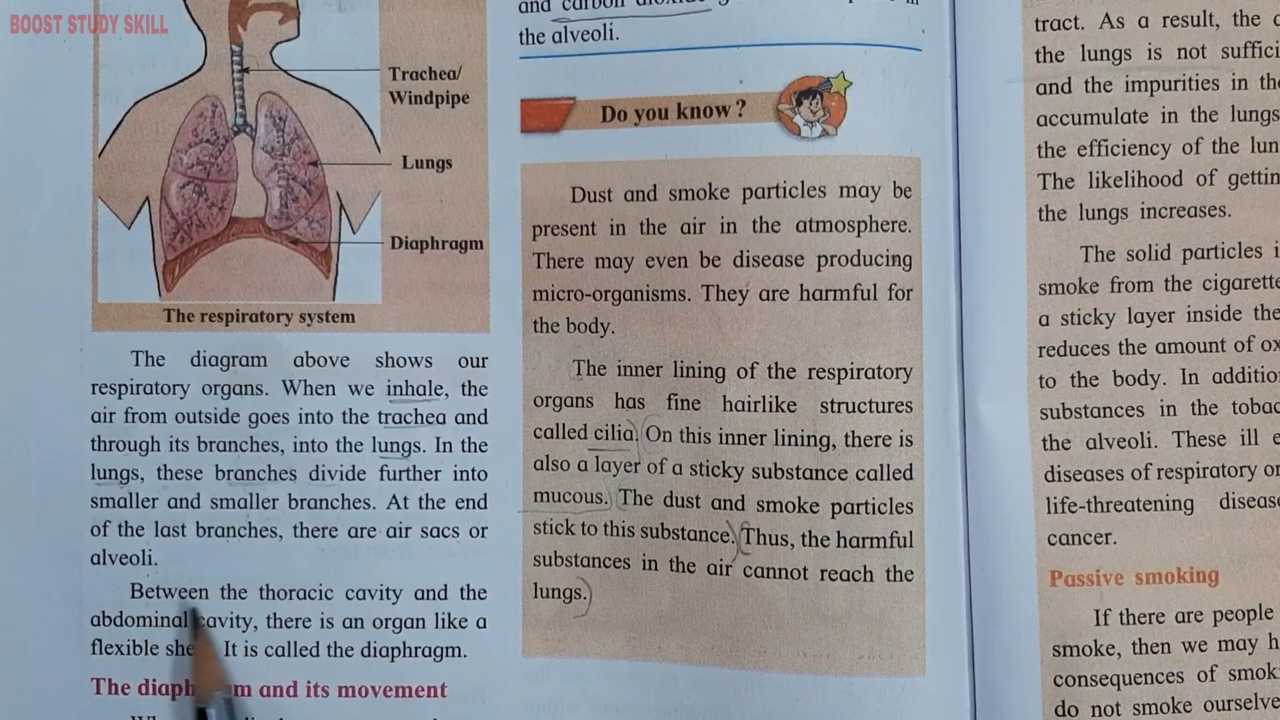 BOOST STUDY SKILL
Trachea/
Windpipe
Lungs
Diaphragm
The respiratory system
The diagram above shows our
respiratory organs. When we inhale, the
air from outside goes into the trachea and
through its branches, into the lungs. In the
lungs, these branches divide further into
smaller and smaller branches. At the end
of the last branches, there are air sacs or
alveoli.
Between the thoracic cavity and the
abdominal cavity, there is an organ like a
flexible It is called the diaphragm.
The and its movement
and carbon
the alveoli.
Do you know?
Dust and smoke particles may be
present in the air in the atmosphere.
There may even be disease producing
micro-organisms. They are harmful for
the body.
The inner lining of the respiratory
organs has fine hairlike structures
called cilia. On this inner lining, there is
also a layer of a sticky substance called
mucous. The dust and smoke particles
stick to this substance. Thus, the harmful
substances in the air cannot reach the
lungs.
tract. As a result, the
the lungs is not
and the impurities in
accumulate in the lungs
the efficiency of the
The likelihood of
the lungs increases.
The solid particles
smoke from the
a sticky layer inside the
reduces the amount of
to the body. In
substances in the
the alveoli. These ill
diseases of respiratory
life-threatening
cancer.
Passive smoking
If there are people
smoke, then we may
consequences of
do not smoke